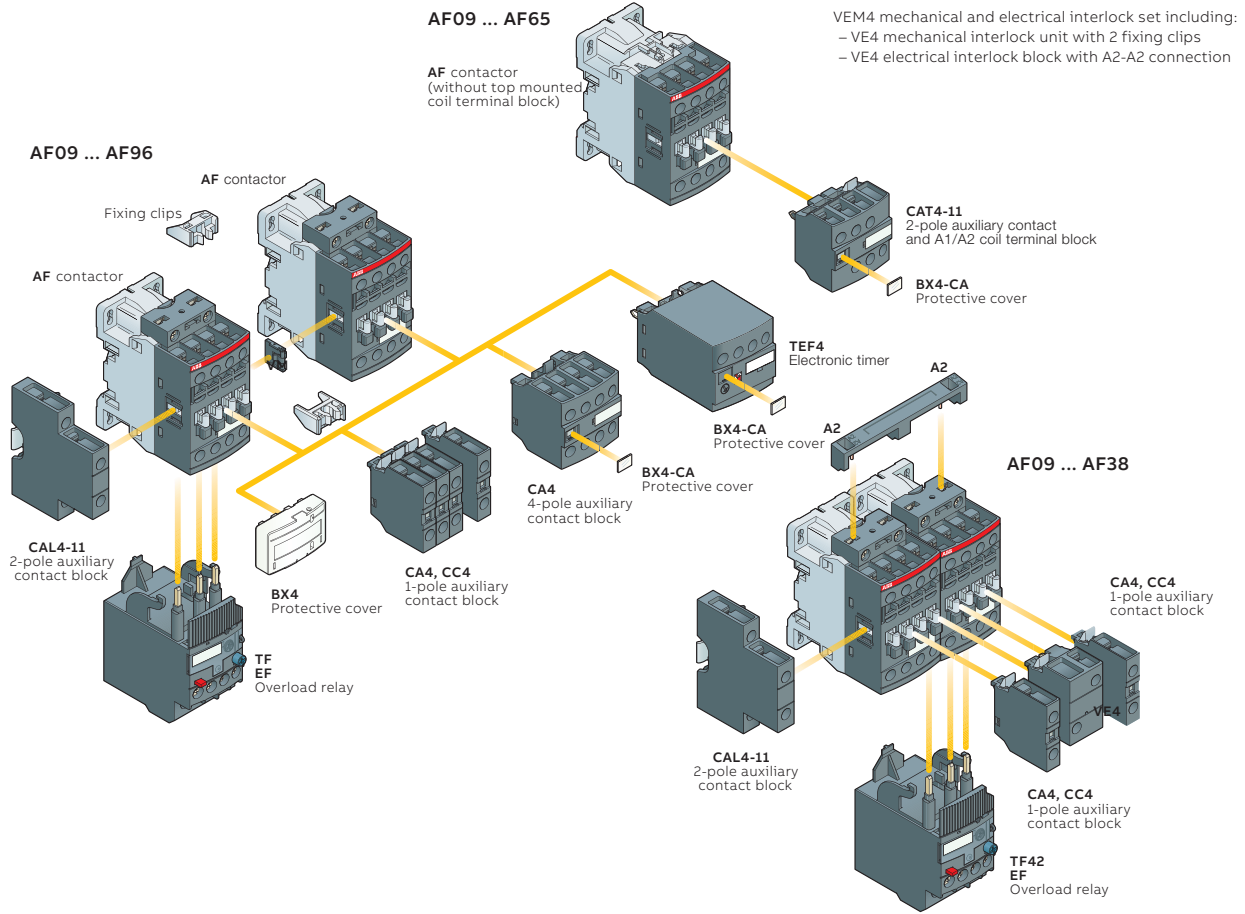 AF09 ... AF65
VEM4 mechanical and electrical interlock set including:
– VE4 mechanical interlock unit with 2 fixing clips
– VE4 electrical interlock block with A2-A2 connection
AF contactor
(without top mounted
coil terminal block)
ABB
CAT4-11
2-pole auxiliary contact
and A1/A2 coil terminal block
BX4-CA
Protective cover
AF09 ... AF96
AF contactor
Fixing clips
AF contactor
ABB
ABB
TEF4
Electronic timer
BX4-CA
Protective cover
CA4
4-pole auxiliary
contact block
BX4-CA
Protective cover
CAL4-11
2-pole auxiliary
contact block
BX4
Protective cover
CA4, CC4
1-pole auxiliary
contact block
TF
EF
Overload relay
A2
A2
AF09 ... AF38
ABB
ABB
CA4, CC4
1-pole auxiliary
contact block
VE4
CAL4-11
2-pole auxiliary
contact block
CA4, CC4
1-pole auxiliary
contact block
TF42
EF
Overload relay